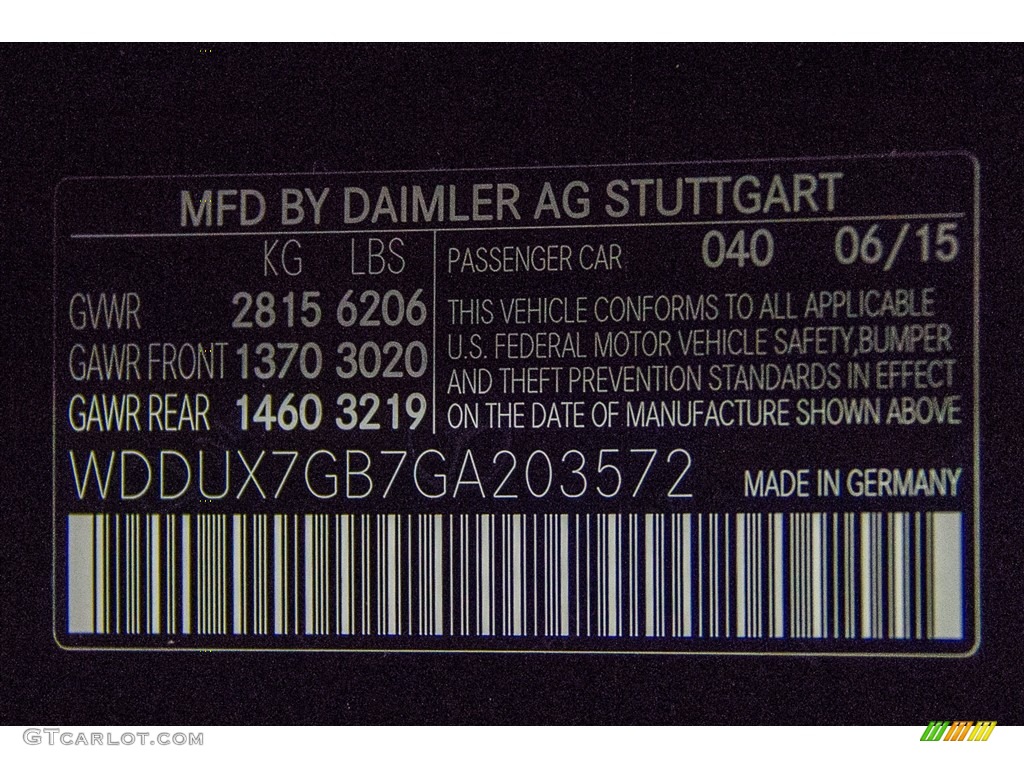 MFD BY DAIMLER AG STUTTGART
KG LBS
GVWR 2815 6206
GAWR FRONT 1370 3020
GAWR REAR 1460 3219
PASSENGER CAR 040 06/15
THIS VEHICLE CONFORMS TO ALL APPLICABLE
U.S. FEDERAL MOTOR VEHICLE SAFETY,BUMPER
AND THEFT PREVENTION STANDARDS IN EFFECT
ON THE DATE OF MANUFACTURE SHOWN ABOVE
WDDUX7GB7GA203572 MADE IN GERMANY
GTCARLOT.COM